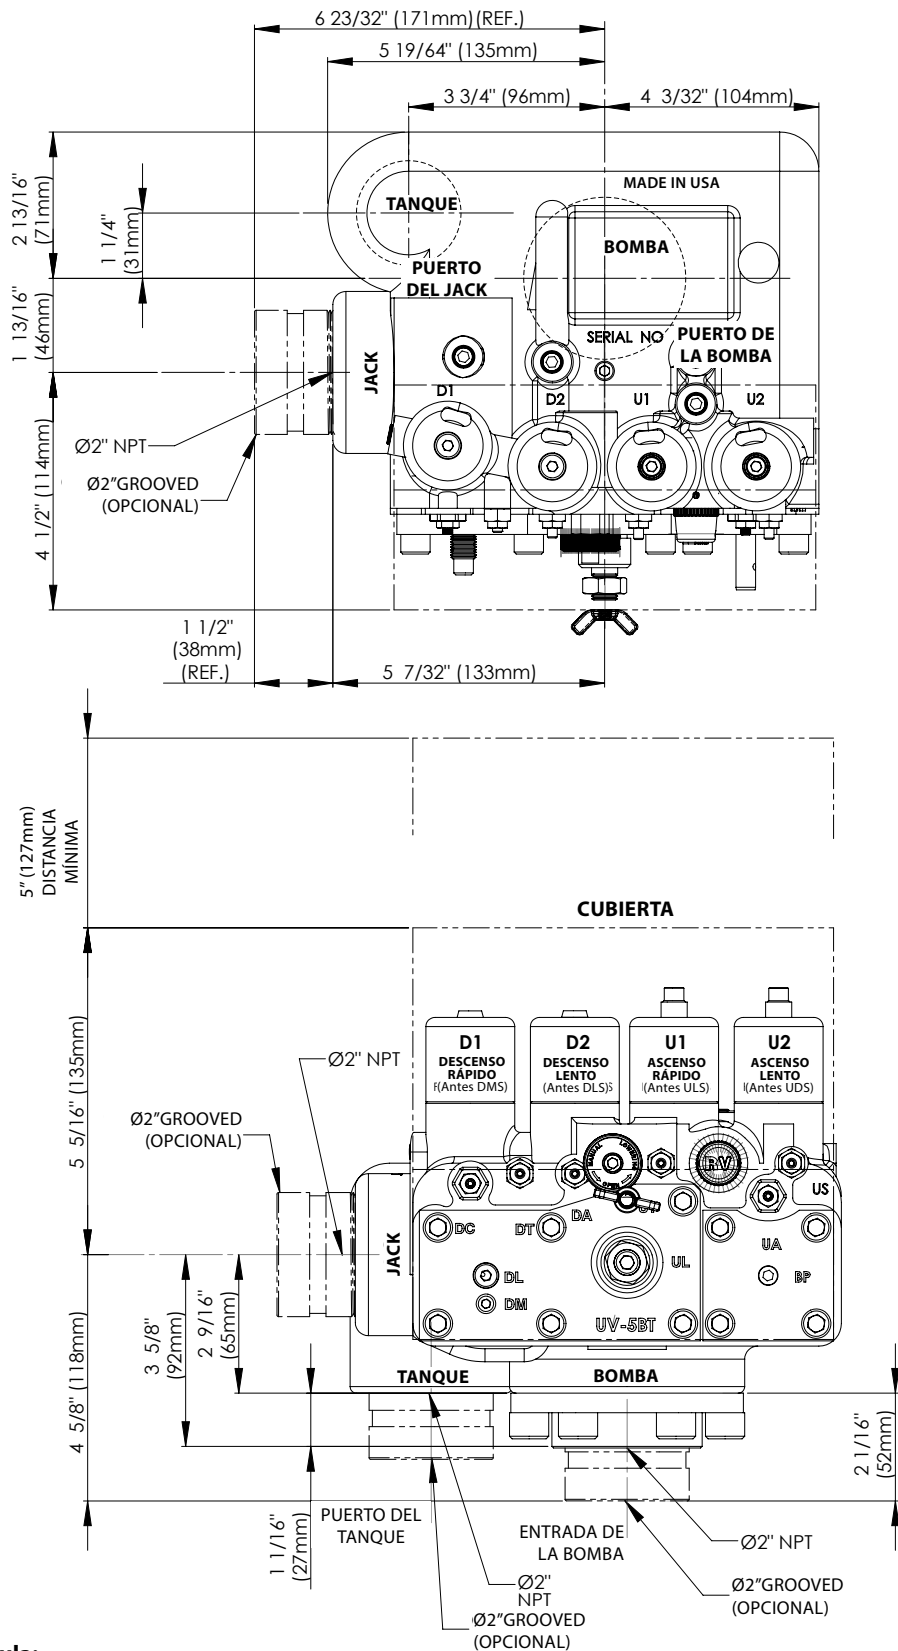 6 23/32" (171mm)(REF.)
5 19/64" (135mm)
3 3/4" (96mm)
4 3/32" (104mm)
2 13/16"
(71mm)
1 1/4"
(31mm)
1 13/16"
(46mm)
4 1/2" (114mm)
MADE IN USA
TANQUE
BOMBA
PUERTO
DEL JACK
SERIAL NO
PUERTO DE
LA BOMBA
JACK
D1
D2
U1
U2
Ø2" NPT
Ø2"GROOVED
(OPCIONAL)
1 1/2"
(38mm)
(REF.)
5 7/32" (133mm)
5" (127mm)
DISTANCIA
MÍNIMA
CUBIERTA
5 5/16" (135mm)
D1
DESCENSO
RÁPIDO
(Antes DMS)
D2
DESCENSO
LENTO
(Antes DLS)
U1
ASCENSO
RÁPIDO
(Antes ULS)
U2
ASCENSO
LENTO
(Antes UDS)
Ø2" NPT
Ø2"GROOVED
(OPCIONAL)
MANUAL LOWERING
OPEN
RV
US
JACK
DC
DT
DA
UL
UA
BP
DL
DM
UV-5BT
TANQUE
BOMBA
4 5/8" (118mm)
3 5/8"
(92mm)
2 9/16"
(65mm)
1 1/16"
(27mm)
2 1/16"
(52mm)
PUERTO DEL
TANQUE
ENTRADA DE
LA BOMBA
Ø2" NPT
Ø2"
NPT
Ø2"GROOVED
(OPCIONAL)
Ø2"GROOVED
(OPCIONAL)